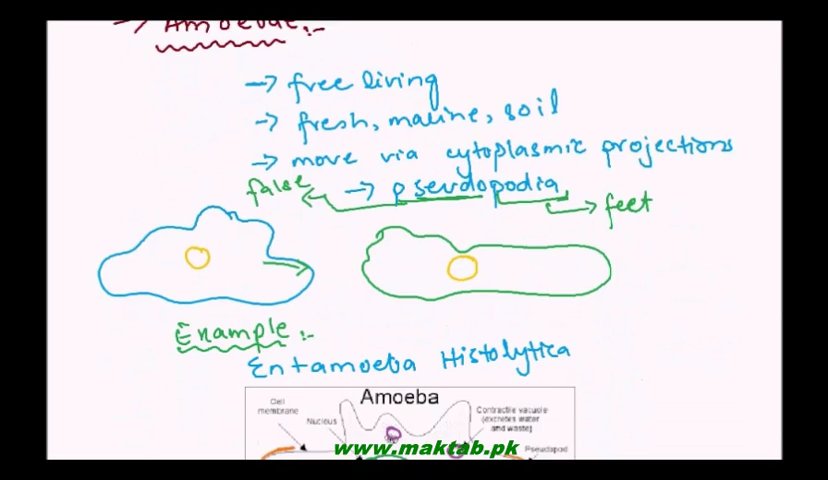 → Amoebae:-
→ free living
→ fresh, marine, soil
→ move via cytoplasmic projections
false ← → pseudopodia → feet
Example:-
Entamoeba Histolytica
Amoeba
Cell membrane
Nucleus
Contractile vacuole (excretes water and waste)
Pseudopod
www.maktab.pk